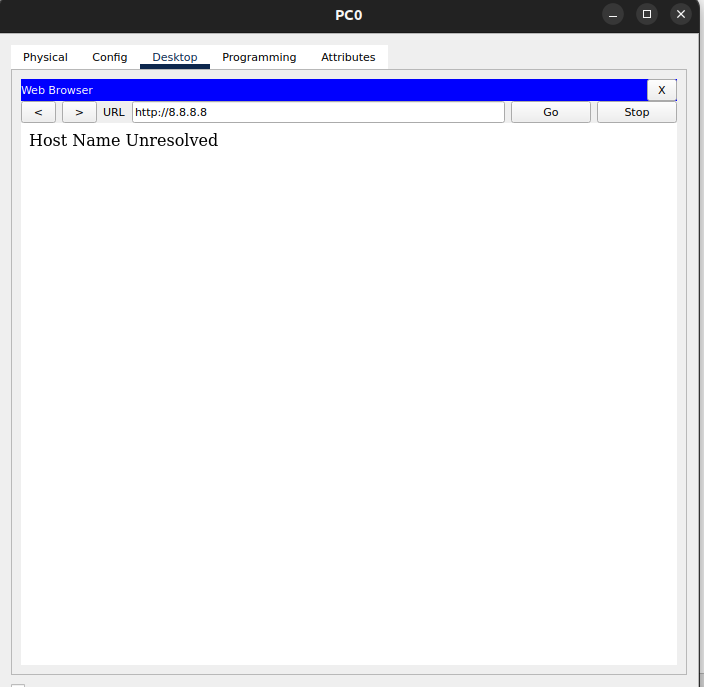 PC0
Physical Config Desktop Programming Attributes
Web Browser X
< > URL http://8.8.8.8 Go Stop
Host Name Unresolved